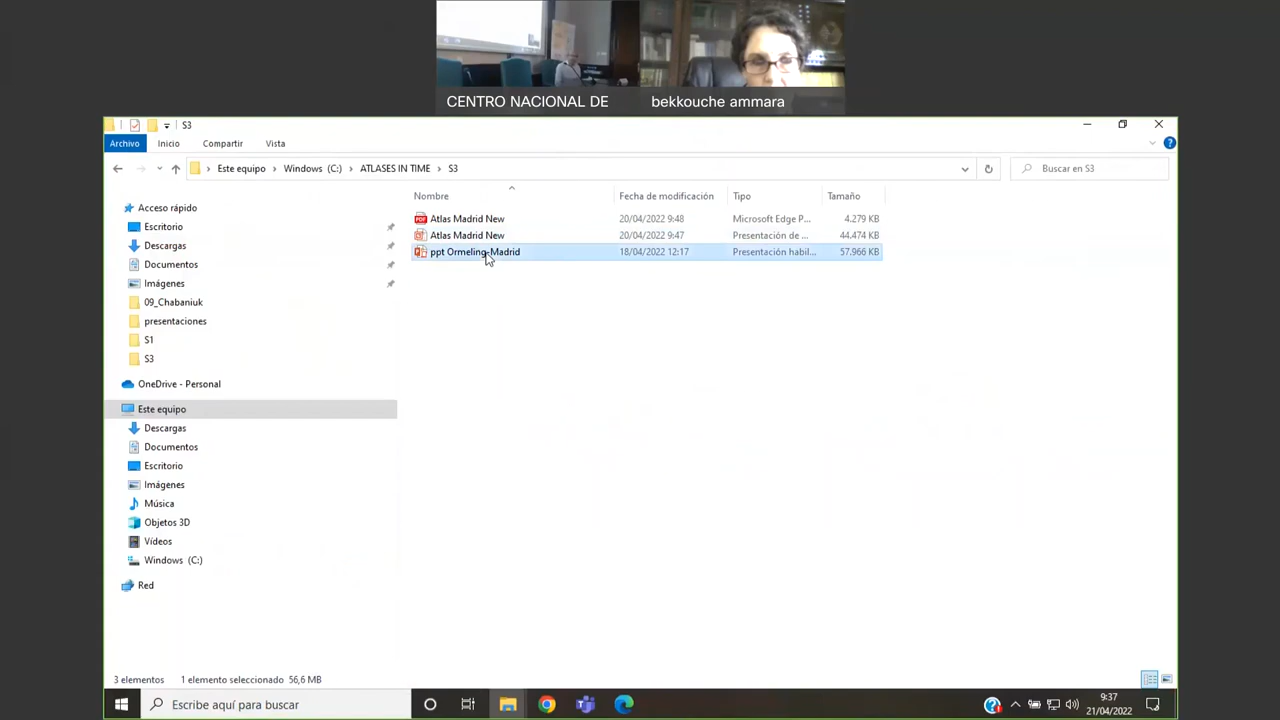 CENTRO NACIONAL DE
bekkouche ammara
S3
Archivo
Inicio
Compartir
Vista
Este equipo
Windows (C:)
ATLASES IN TIME
S3
Buscar en S3
Nombre
Fecha de modificación
Tipo
Tamaño
Atlas Madrid New
20/04/2022 9:48
Microsoft Edge P...
4.279 KB
Atlas Madrid New
20/04/2022 9:47
Presentación de ...
44.474 KB
ppt Ormeling-Madrid
18/04/2022 12:17
Presentación habil...
57.966 KB
Acceso rápido
Escritorio
Descargas
Documentos
Imágenes
09_Chabaniuk
presentaciones
S1
S3
OneDrive - Personal
Este equipo
Descargas
Documentos
Escritorio
Imágenes
Música
Objetos 3D
Vídeos
Windows (C:)
Red
3 elementos
1 elemento seleccionado 56,6 MB
Escribe aquí para buscar
9:37
21/04/2022